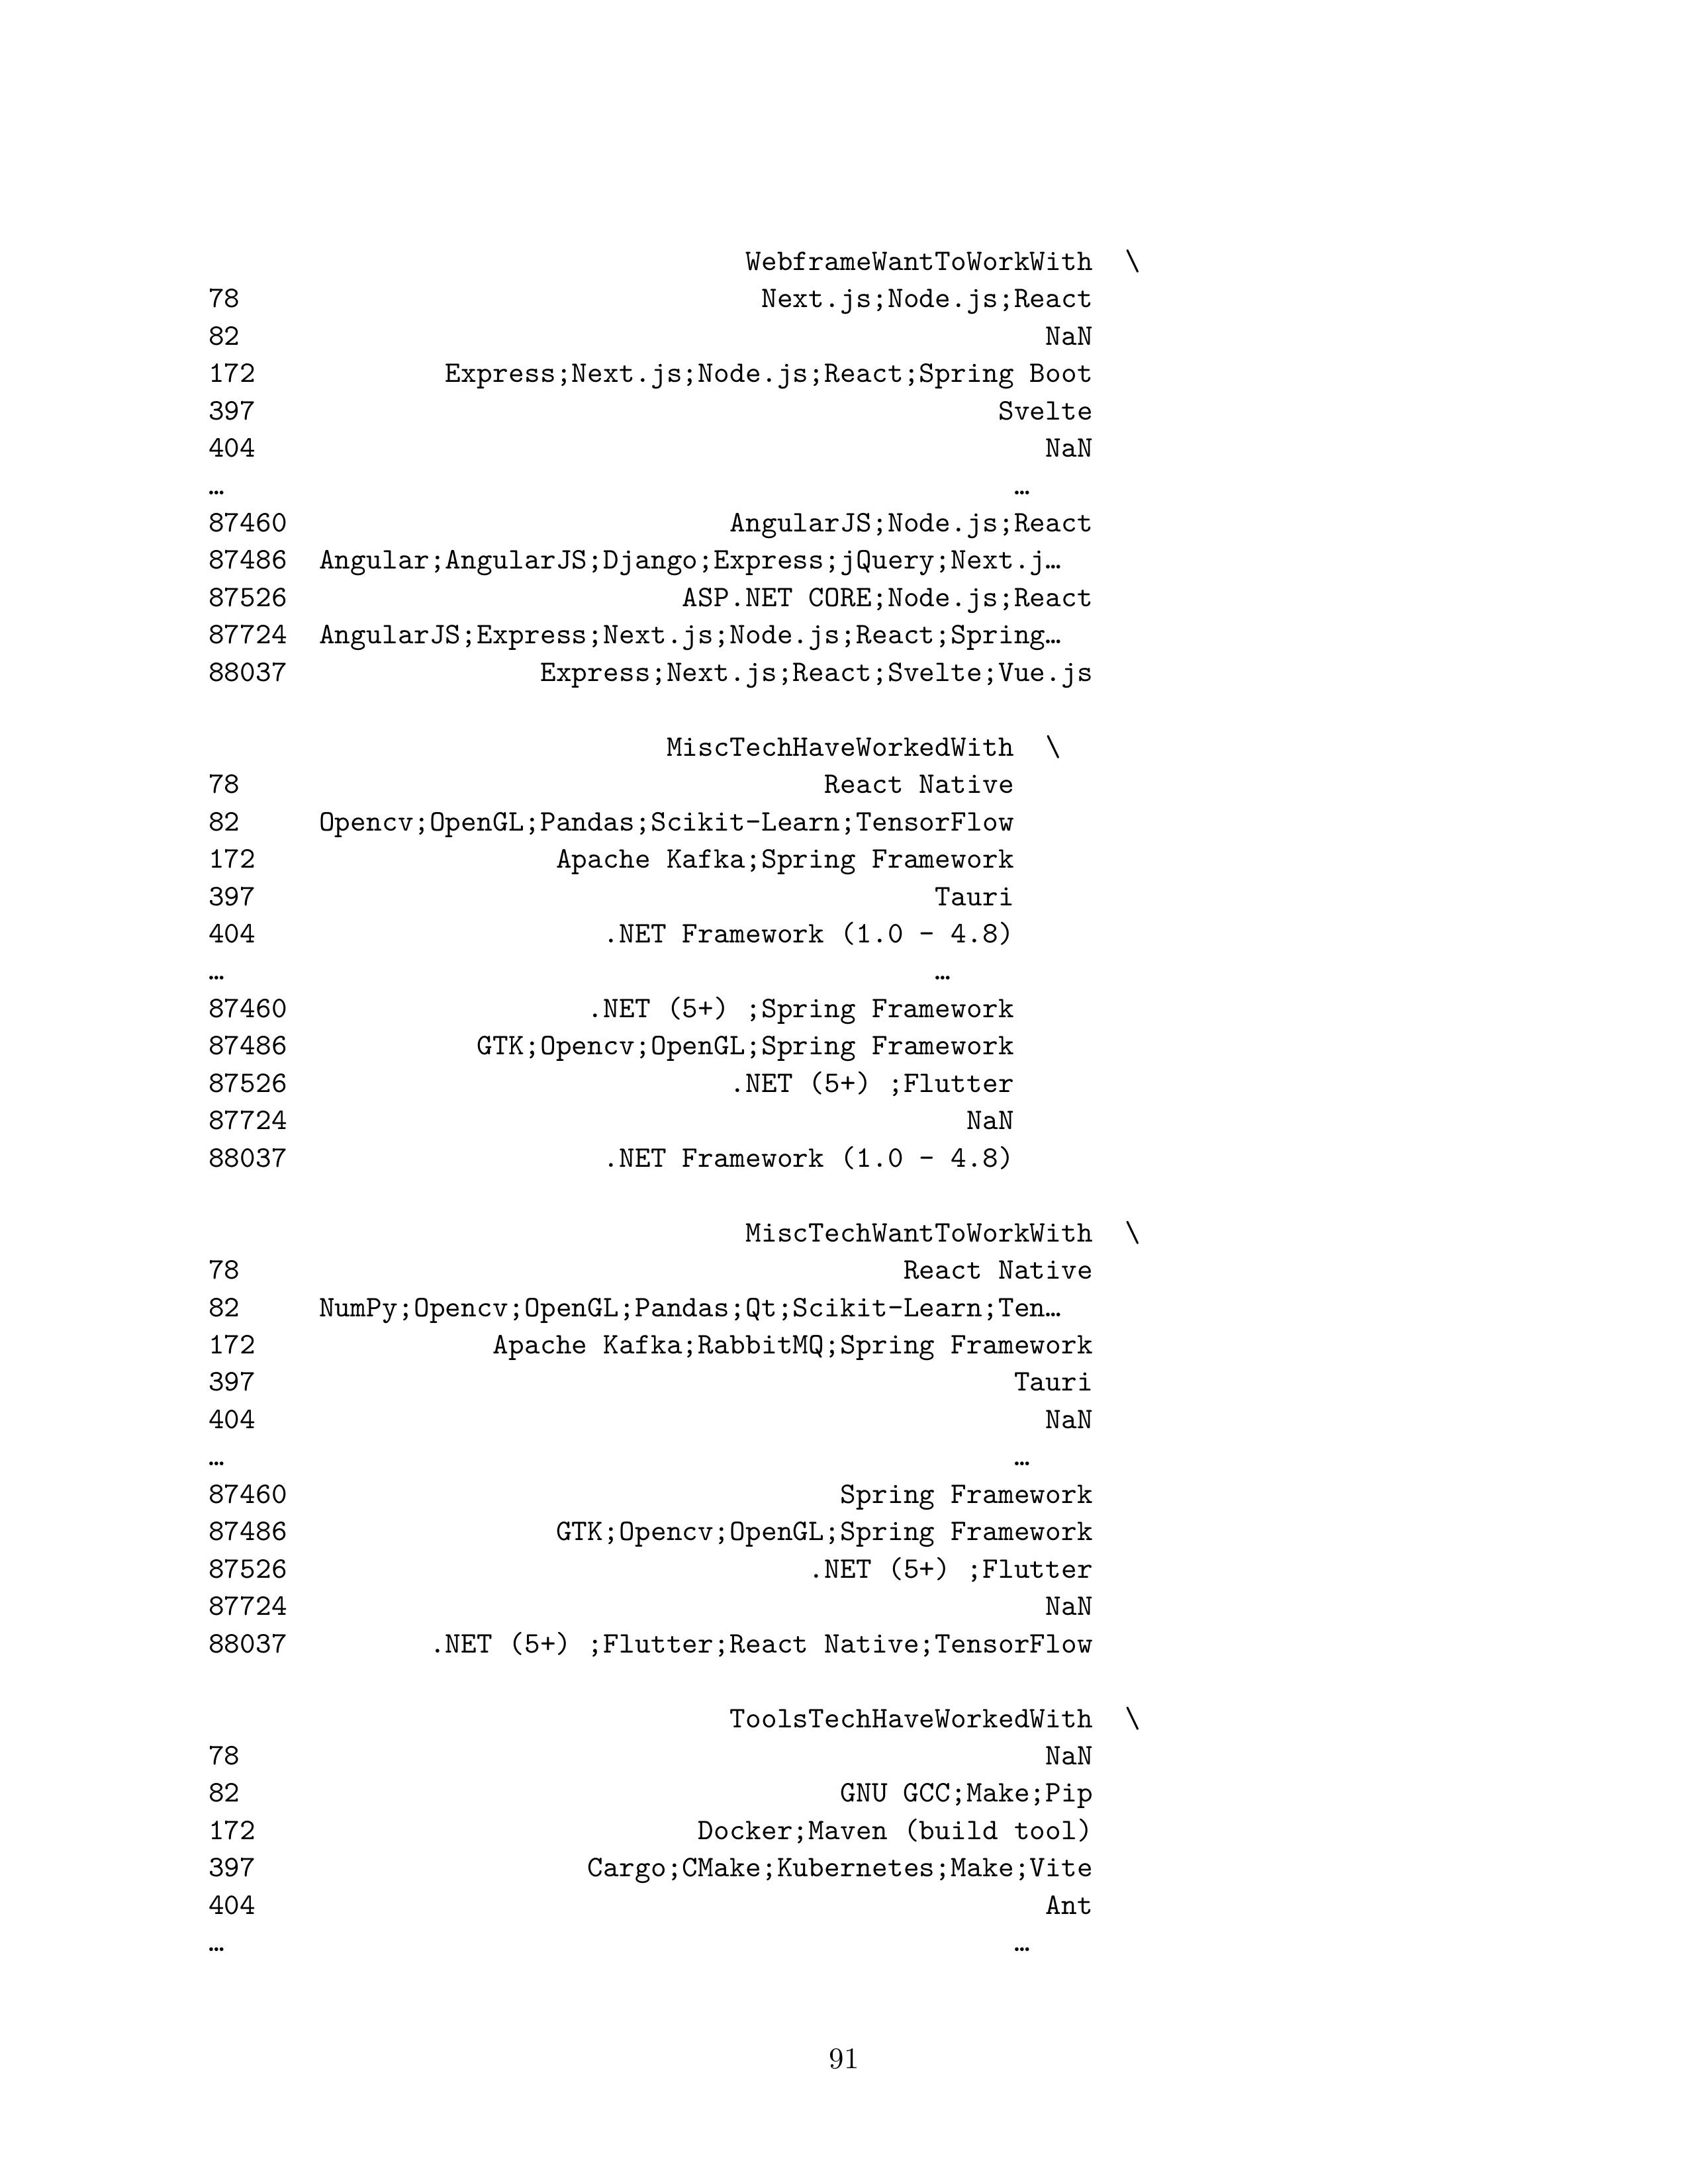 WebframeWantToWorkWith \
78 Next.js;Node.js;React
82 NaN
172 Express;Next.js;Node.js;React;Spring Boot
397 Svelte
404 NaN
… …
87460 AngularJS;Node.js;React
87486 Angular;AngularJS;Django;Express;jQuery;Next.j…
87526 ASP.NET CORE;Node.js;React
87724 AngularJS;Express;Next.js;Node.js;React;Spring…
88037 Express;Next.js;React;Svelte;Vue.js
MiscTechHaveWorkedWith \
78 React Native
82 Opencv;OpenGL;Pandas;Scikit-Learn;TensorFlow
172 Apache Kafka;Spring Framework
397 Tauri
404 .NET Framework (1.0 - 4.8)
… …
87460 .NET (5+) ;Spring Framework
87486 GTK;Opencv;OpenGL;Spring Framework
87526 .NET (5+) ;Flutter
87724 NaN
88037 .NET Framework (1.0 - 4.8)
MiscTechWantToWorkWith \
78 React Native
82 NumPy;Opencv;OpenGL;Pandas;Qt;Scikit-Learn;Ten…
172 Apache Kafka;RabbitMQ;Spring Framework
397 Tauri
404 NaN
… …
87460 Spring Framework
87486 GTK;Opencv;OpenGL;Spring Framework
87526 .NET (5+) ;Flutter
87724 NaN
88037 .NET (5+) ;Flutter;React Native;TensorFlow
ToolsTechHaveWorkedWith \
78 NaN
82 GNU GCC;Make;Pip
172 Docker;Maven (build tool)
397 Cargo;CMake;Kubernetes;Make;Vite
404 Ant
… …
91